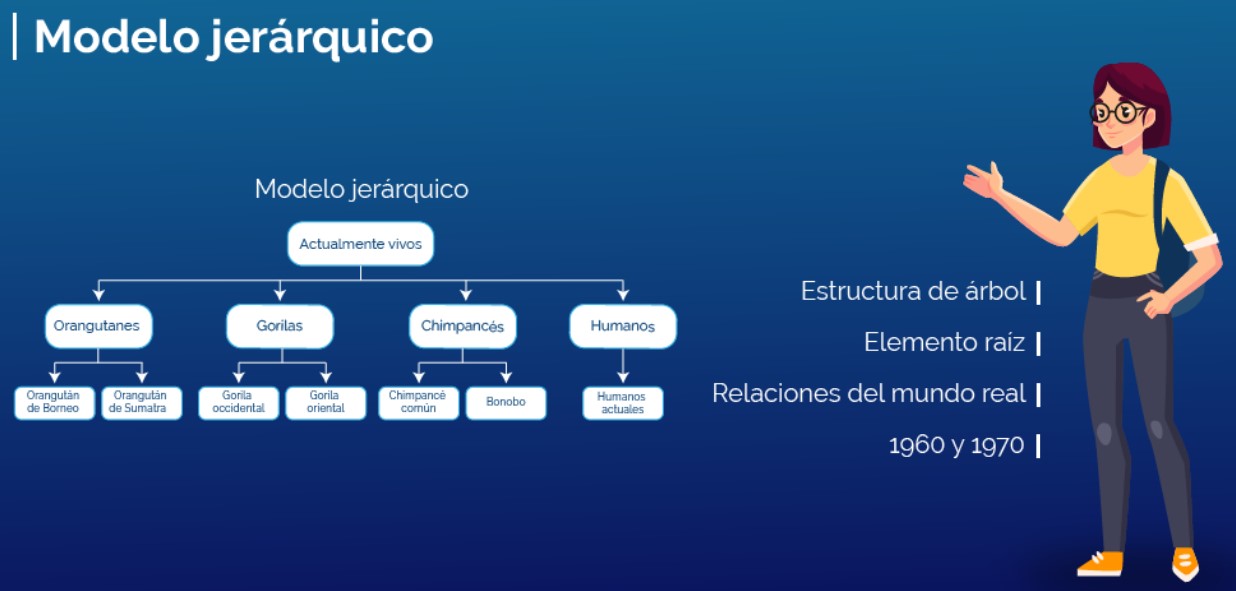 Modelo jerárquico
Modelo jerárquico
Actualmente vivos
Orangutanes
Gorilas
Chimpancés
Humanos
Orangután
de Borneo
Orangután
de Sumatra
Gorila
occidental
Gorila
oriental
Chimpancé
común
Bonobo
Humanos
actuales
Estructura de árbol
Elemento raíz
Relaciones del mundo real
1960 y 1970